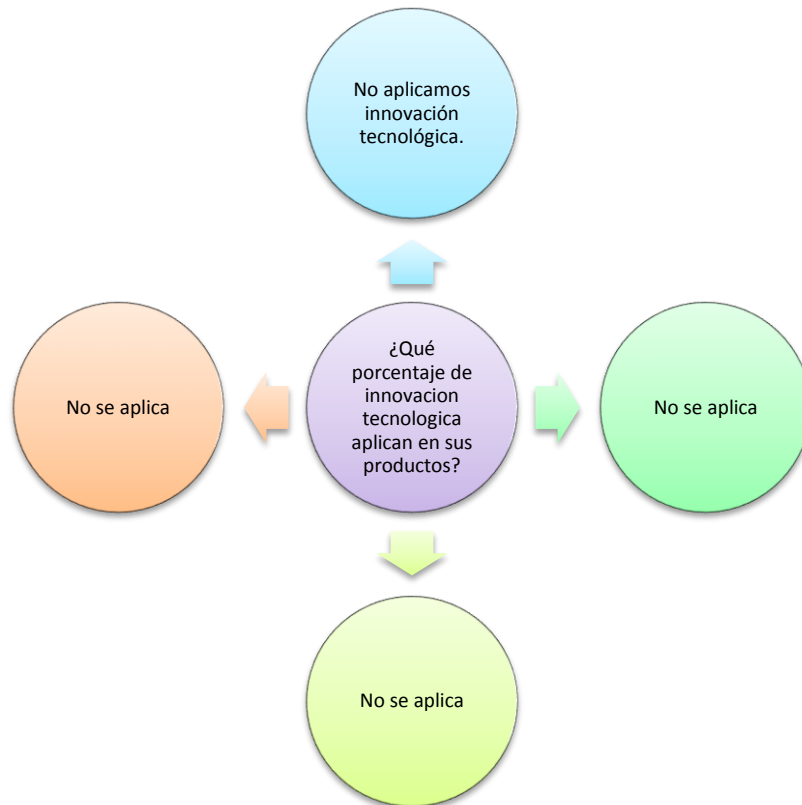 No aplicamos
innovación
tecnológica.
No se aplica
¿Qué
porcentaje de
innovacion
tecnologica
aplican en sus
productos?
No se aplica
No se aplica